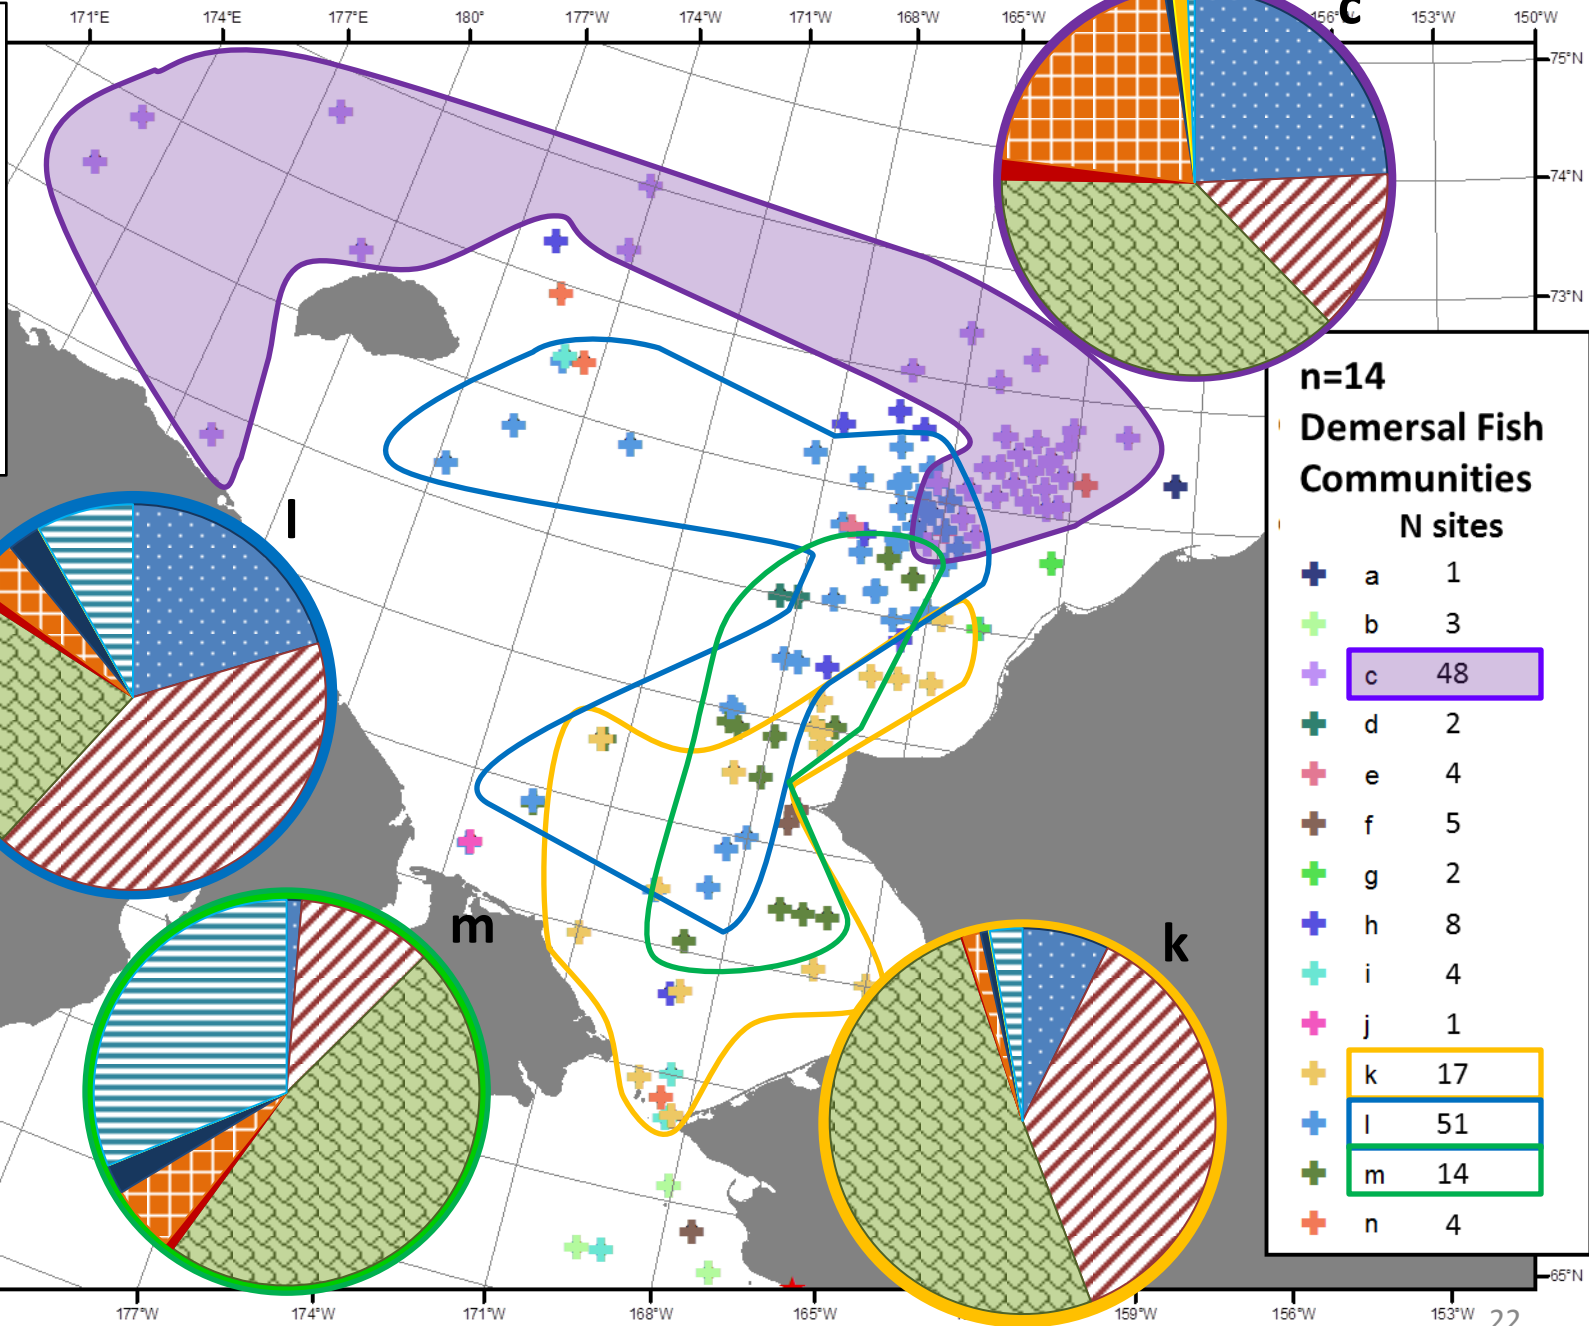 171°E 174°E 177°E 180° 177°W 174°W 171°W 168°W 165°W 156°W 153°W 150°W
c
75°N
74°N
73°N
n=14
Demersal Fish
Communities
N sites
a 1
b 3
c 48
d 2
e 4
f 5
g 2
h 8
i 4
j 1
k 17
l 51
m 14
n 4
l
m
k
65°N
177°W 174°W 171°W 168°W 165°W 159°W 156°W 153°W
22